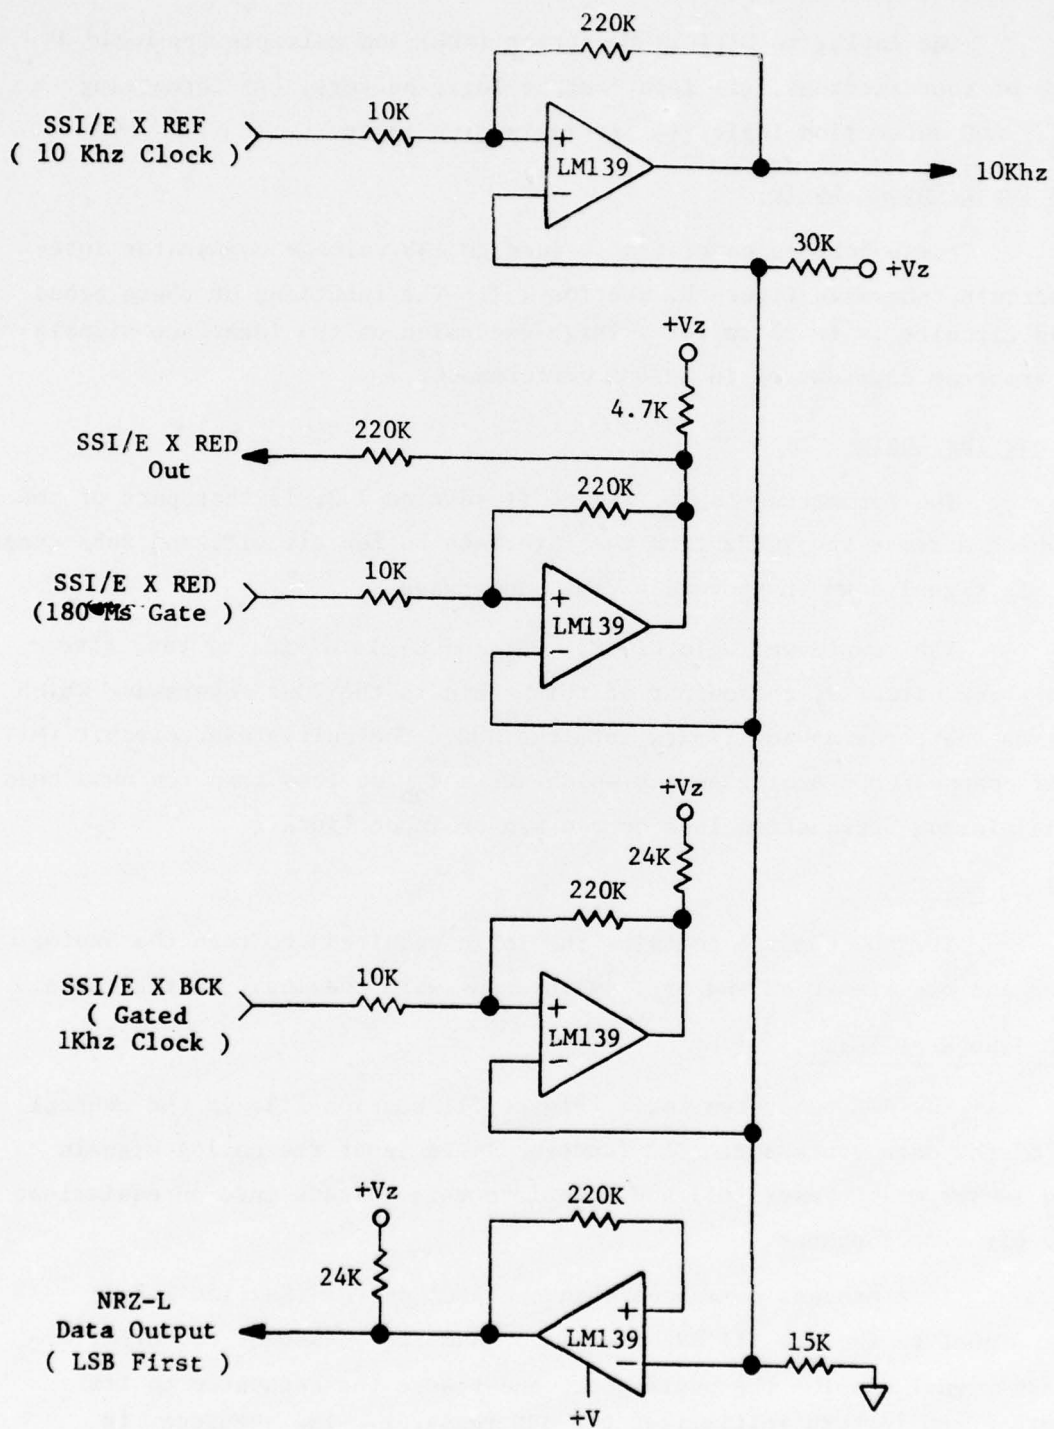 220K
10K
SSI/E X REF
( 10 Khz Clock )
+
LM139
−
10Khz
30K
+Vz
+Vz
4.7K
SSI/E X RED
Out
220K
220K
SSI/E X RED
(180 Ms Gate )
10K
+
LM139
−
+Vz
24K
220K
SSI/E X BCK
( Gated
1Khz Clock )
10K
+
LM139
−
+Vz
220K
24K
NRZ-L
Data Output
( LSB First )
+
LM139
−
15K
+V